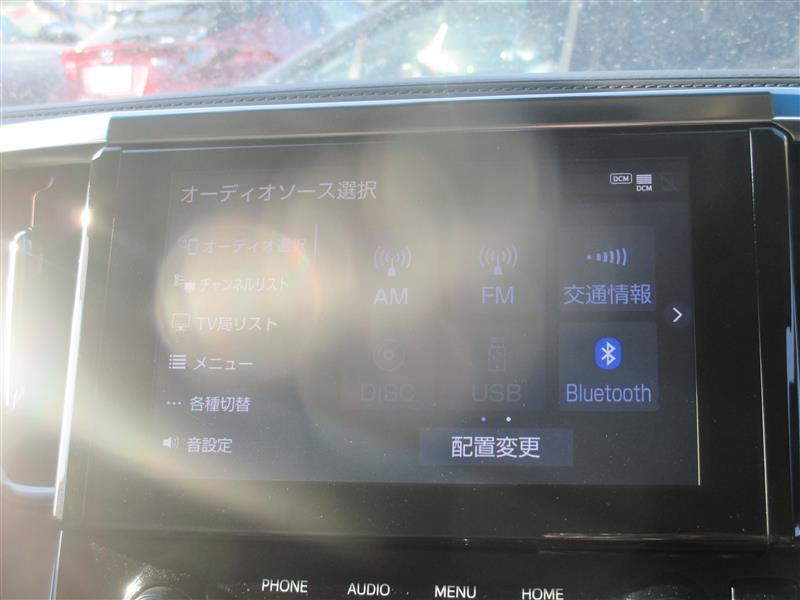 オーディオソース選択
DCM
DCM
オーディオ選択
チャンネルリスト
TV局リスト
メニュー
各種切替
音設定
AM
FM
交通情報
DISC
USB
Bluetooth
配置変更
PHONE
AUDIO
MENU
HOME